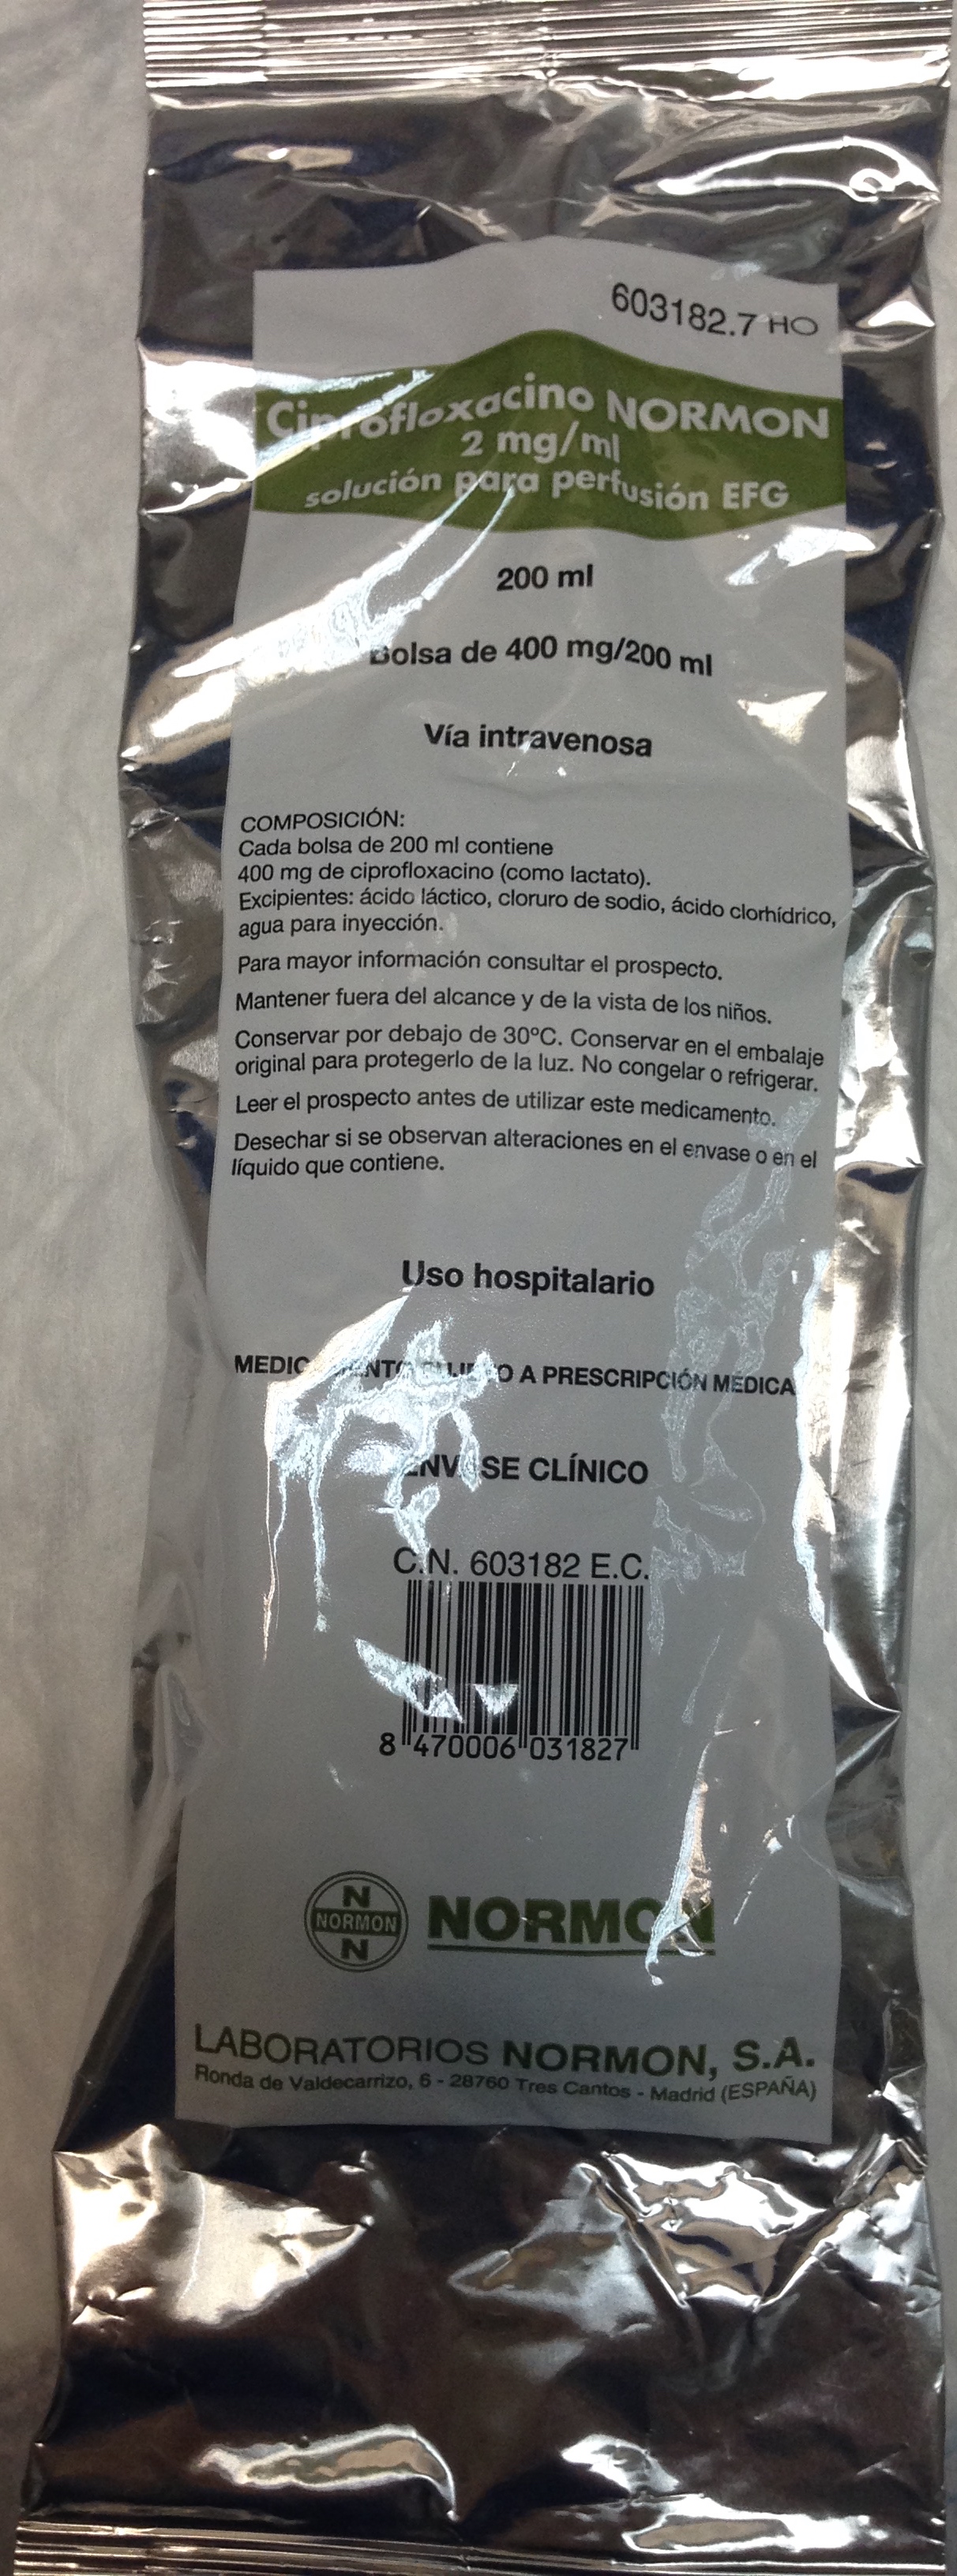 603182.7 HO
Ciprofloxacino NORMON
2 mg/ml
solución para perfusión EFG
200 ml
Bolsa de 400 mg/200 ml
Vía intravenosa
COMPOSICIÓN:
Cada bolsa de 200 ml contiene
400 mg de ciprofloxacino (como lactato).
Excipientes: ácido láctico, cloruro de sodio, ácido clorhídrico,
agua para inyección.
Para mayor información consultar el prospecto.
Mantener fuera del alcance y de la vista de los niños.
Conservar por debajo de 30ºC. Conservar en el embalaje
original para protegerlo de la luz. No congelar o refrigerar.
Leer el prospecto antes de utilizar este medicamento.
Desechar si se observan alteraciones en el envase o en el
líquido que contiene.
Uso hospitalario
MEDICAMENTO SUJETO A PRESCRIPCIÓN MÉDICA
ENVASE CLÍNICO
C.N. 603182 E.C.
8 470006 031827
N
NORMON
N
NORMON
LABORATORIOS NORMON, S.A.
Ronda de Valdecarrizo, 6 - 28760 Tres Cantos - Madrid (ESPAÑA)